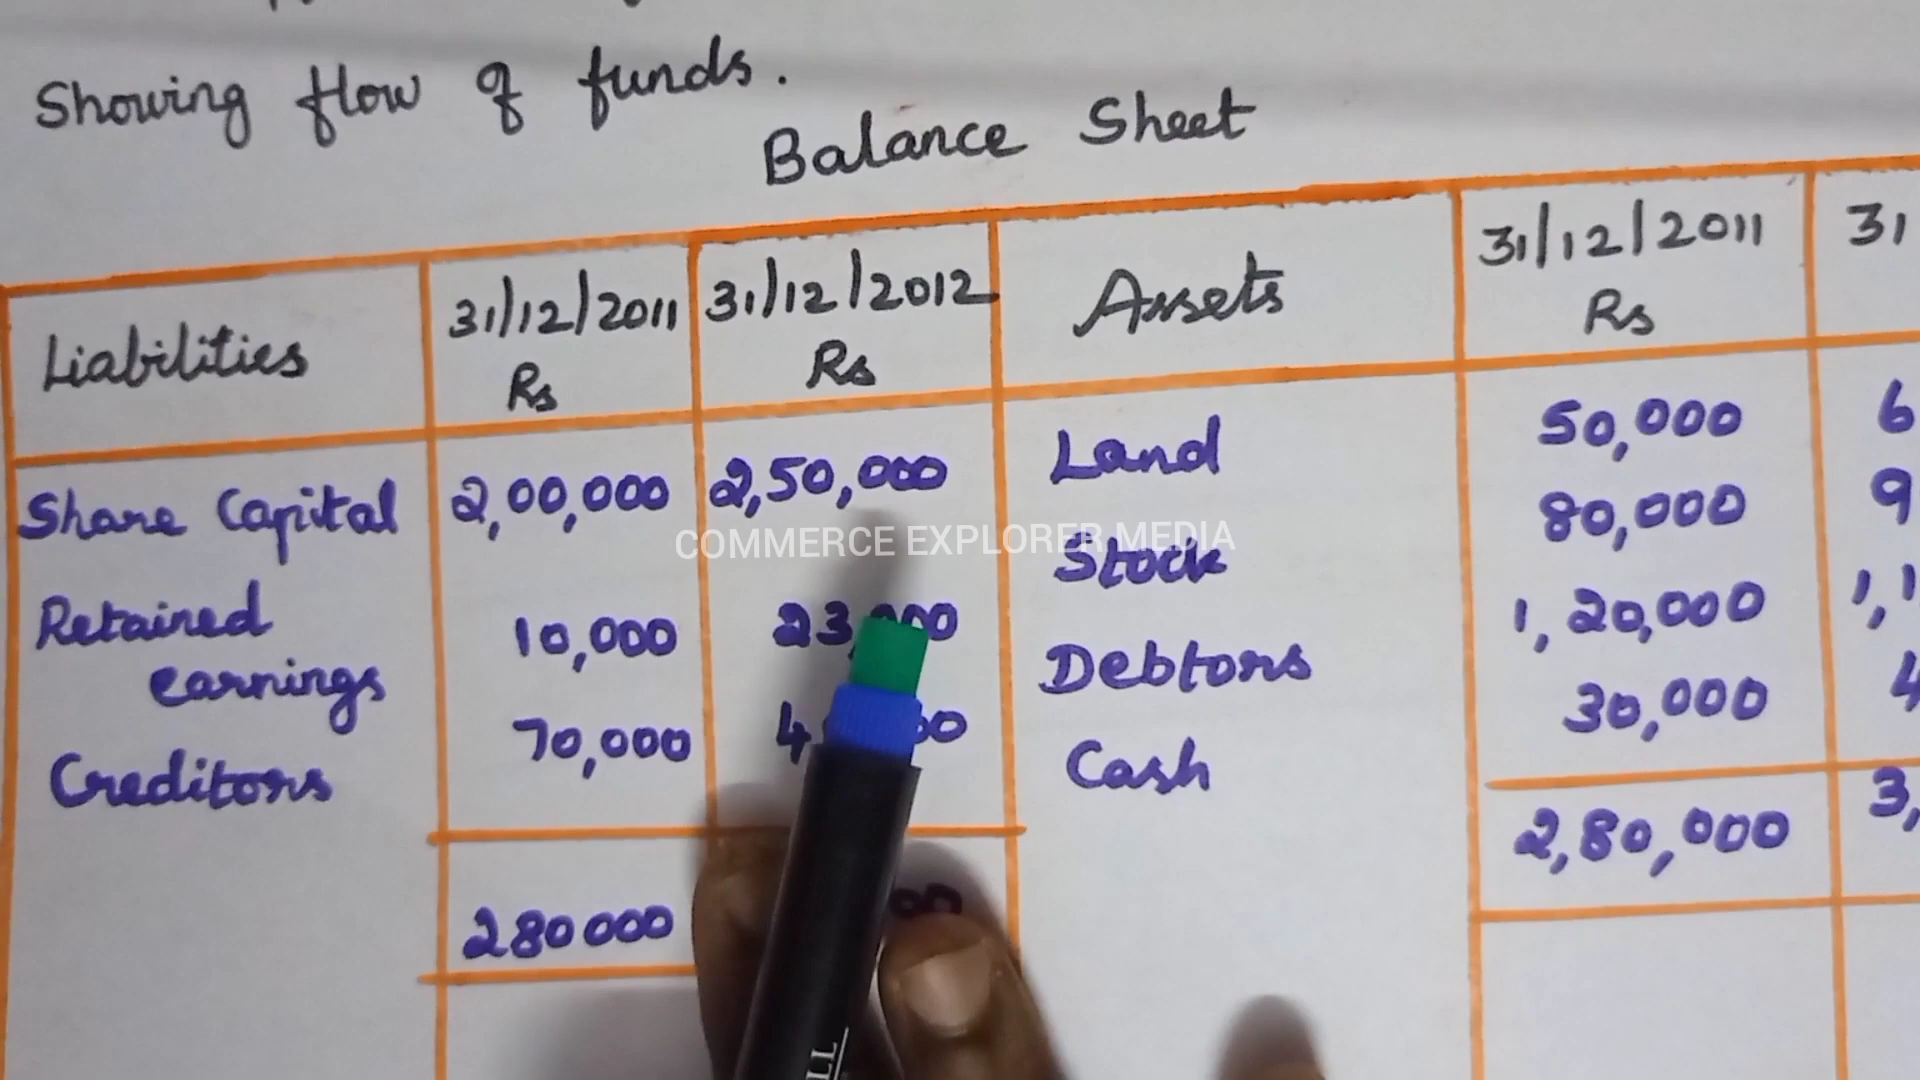 Showing flow of funds.
Balance Sheet
Liabilities 31/12/2011 Rs 31/12/2012 Rs Assets 31/12/2011 Rs 31
Share Capital 2,00,000 2,50,000 Land 50,000
COMMERCE EXPLORER MEDIA
Stock 80,000
Retained earnings 10,000 Debtors 1,20,000
Creditors 70,000 Cash 30,000
280000 2,80,000